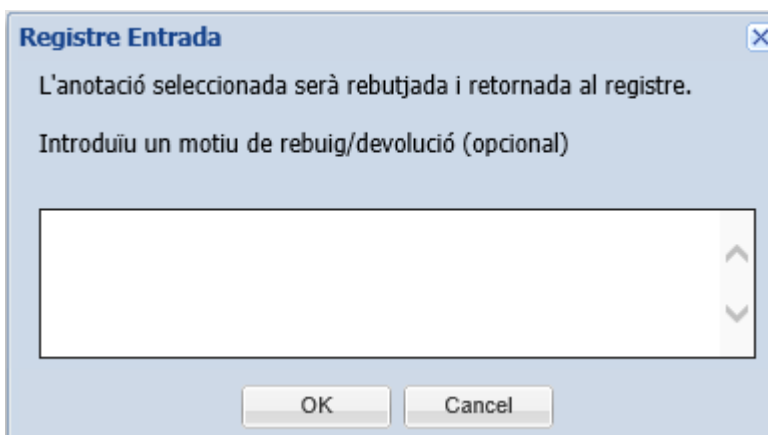 Registre Entrada
L'anotació seleccionada serà rebutjada i retornada al registre.
Introduïu un motiu de rebuig/devolució (opcional)
OK
Cancel